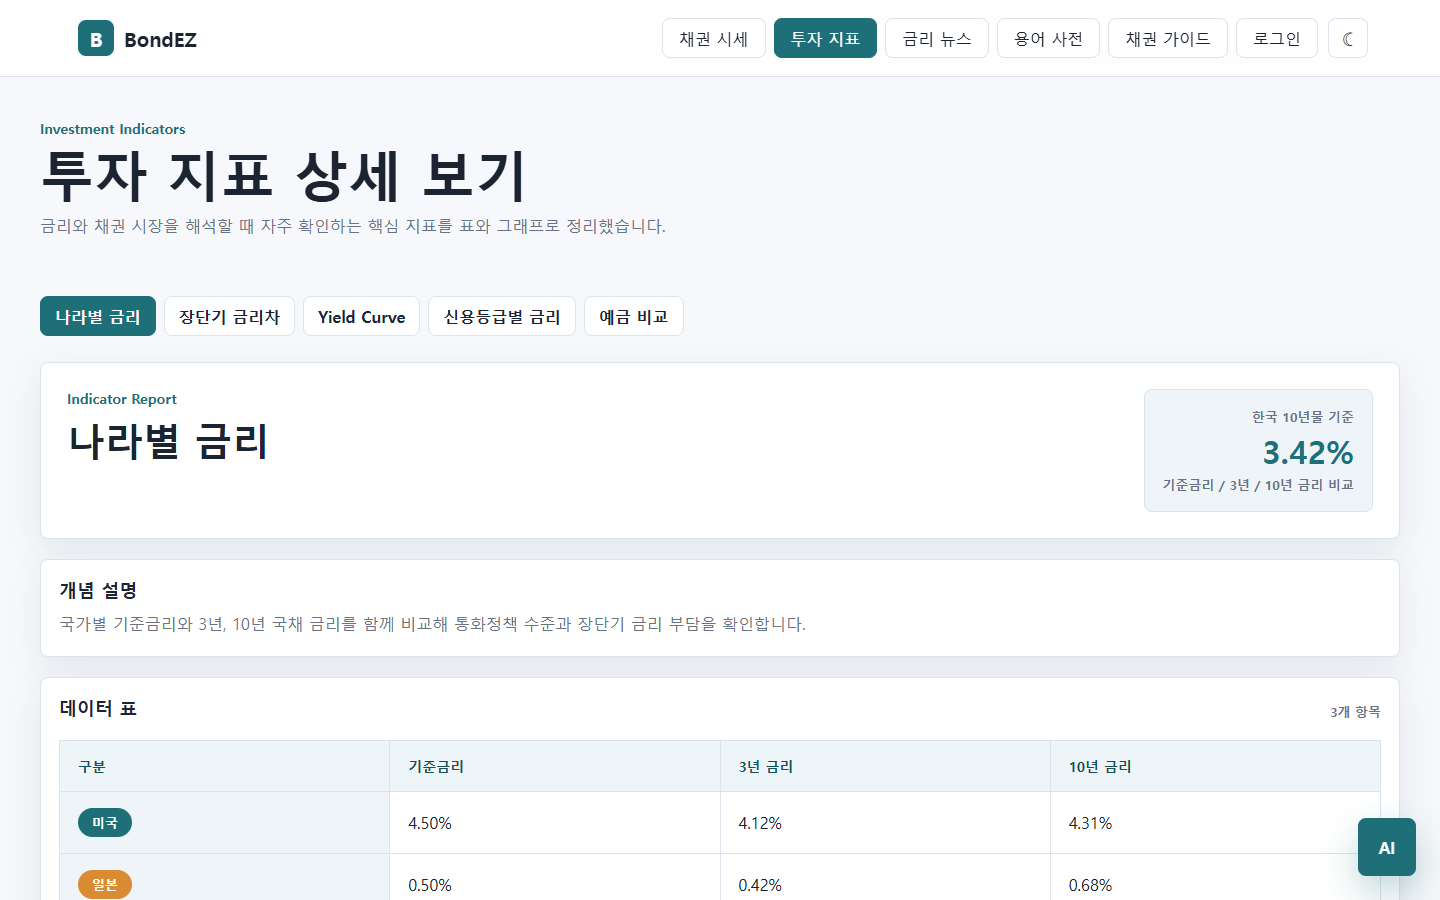 B BondEZ
채권 시세
투자 지표
금리 뉴스
용어 사전
채권 가이드
로그인
Investment Indicators
투자 지표 상세 보기
금리와 채권 시장을 해석할 때 자주 확인하는 핵심 지표를 표와 그래프로 정리했습니다.
나라별 금리
장단기 금리차
Yield Curve
신용등급별 금리
예금 비교
Indicator Report
나라별 금리
한국 10년물 기준
3.42%
기준금리 / 3년 / 10년 금리 비교
개념 설명
국가별 기준금리와 3년, 10년 국채 금리를 함께 비교해 통화정책 수준과 장단기 금리 부담을 확인합니다.
데이터 표
3개 항목
구분 기준금리 3년 금리 10년 금리
미국 4.50% 4.12% 4.31%
일본 0.50% 0.42% 0.68%
AI